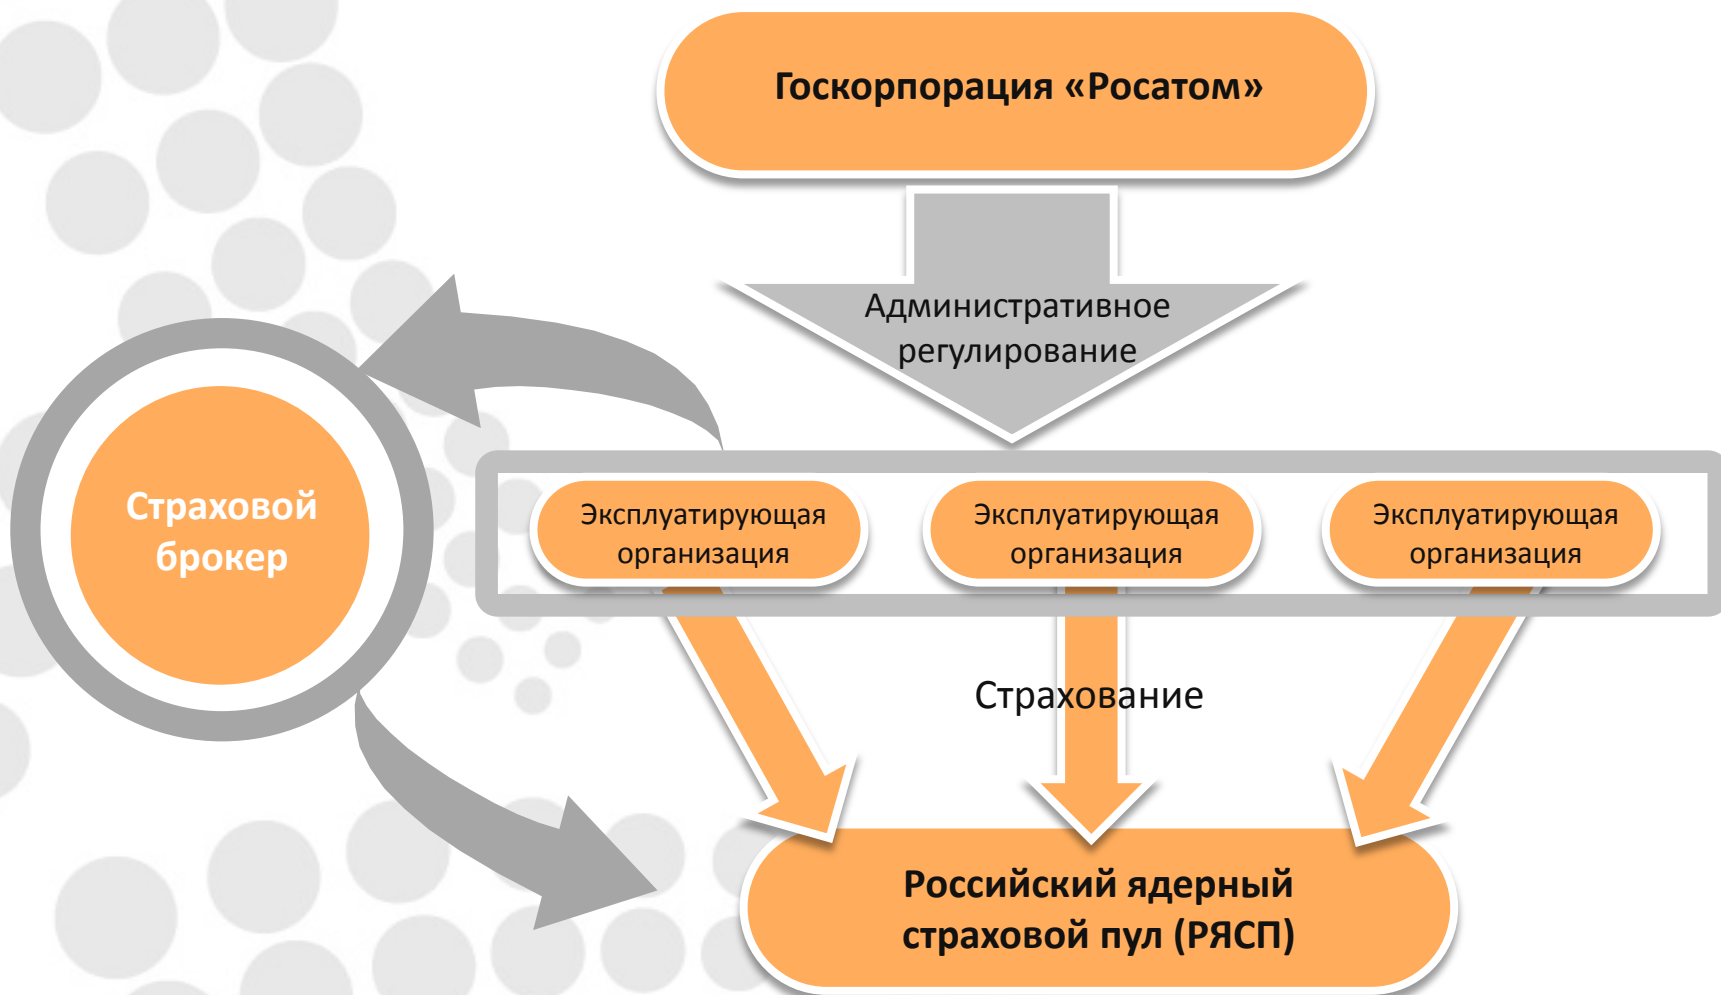 Госкорпорация «Росатом»
Административное
регулирование
Страховой
брокер
Эксплуатирующая
организация
Эксплуатирующая
организация
Эксплуатирующая
организация
Страхование
Российский ядерный
страховой пул (РЯСП)